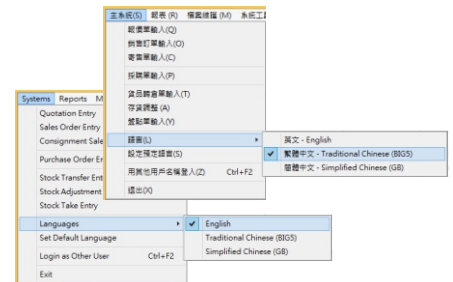 主系統(S) 報表 (R) 檔案維護 (M) 系統工具
報價單輸入(Q)
銷售訂單輸入(O)
寄售單輸入(C)
採購單輸入(P)
貨品轉倉單輸入(T)
存貨調整 (A)
盤點單輸入(Y)
語言(L)
設定預定語言(S)
用其他用戶名稱登入(Z) Ctrl+F2
退出(X)
英文 - English
繁體中文 - Traditional Chinese (BIG5)
簡體中文 - Simplified Chinese (GB)
Systems Reports M
Quotation Entry
Sales Order Entry
Consignment Sale
Purchase Order En
Stock Transfer Ent
Stock Adjustment
Stock Take Entry
Languages
Set Default Language
Login as Other User Ctrl+F2
Exit
English
Traditional Chinese (BIG5)
Simplified Chinese (GB)